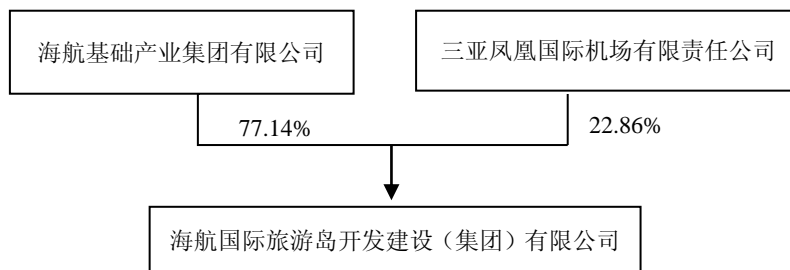 海航基础产业集团有限公司
三亚凤凰国际机场有限责任公司
77.14%
22.86%
海航国际旅游岛开发建设（集团）有限公司